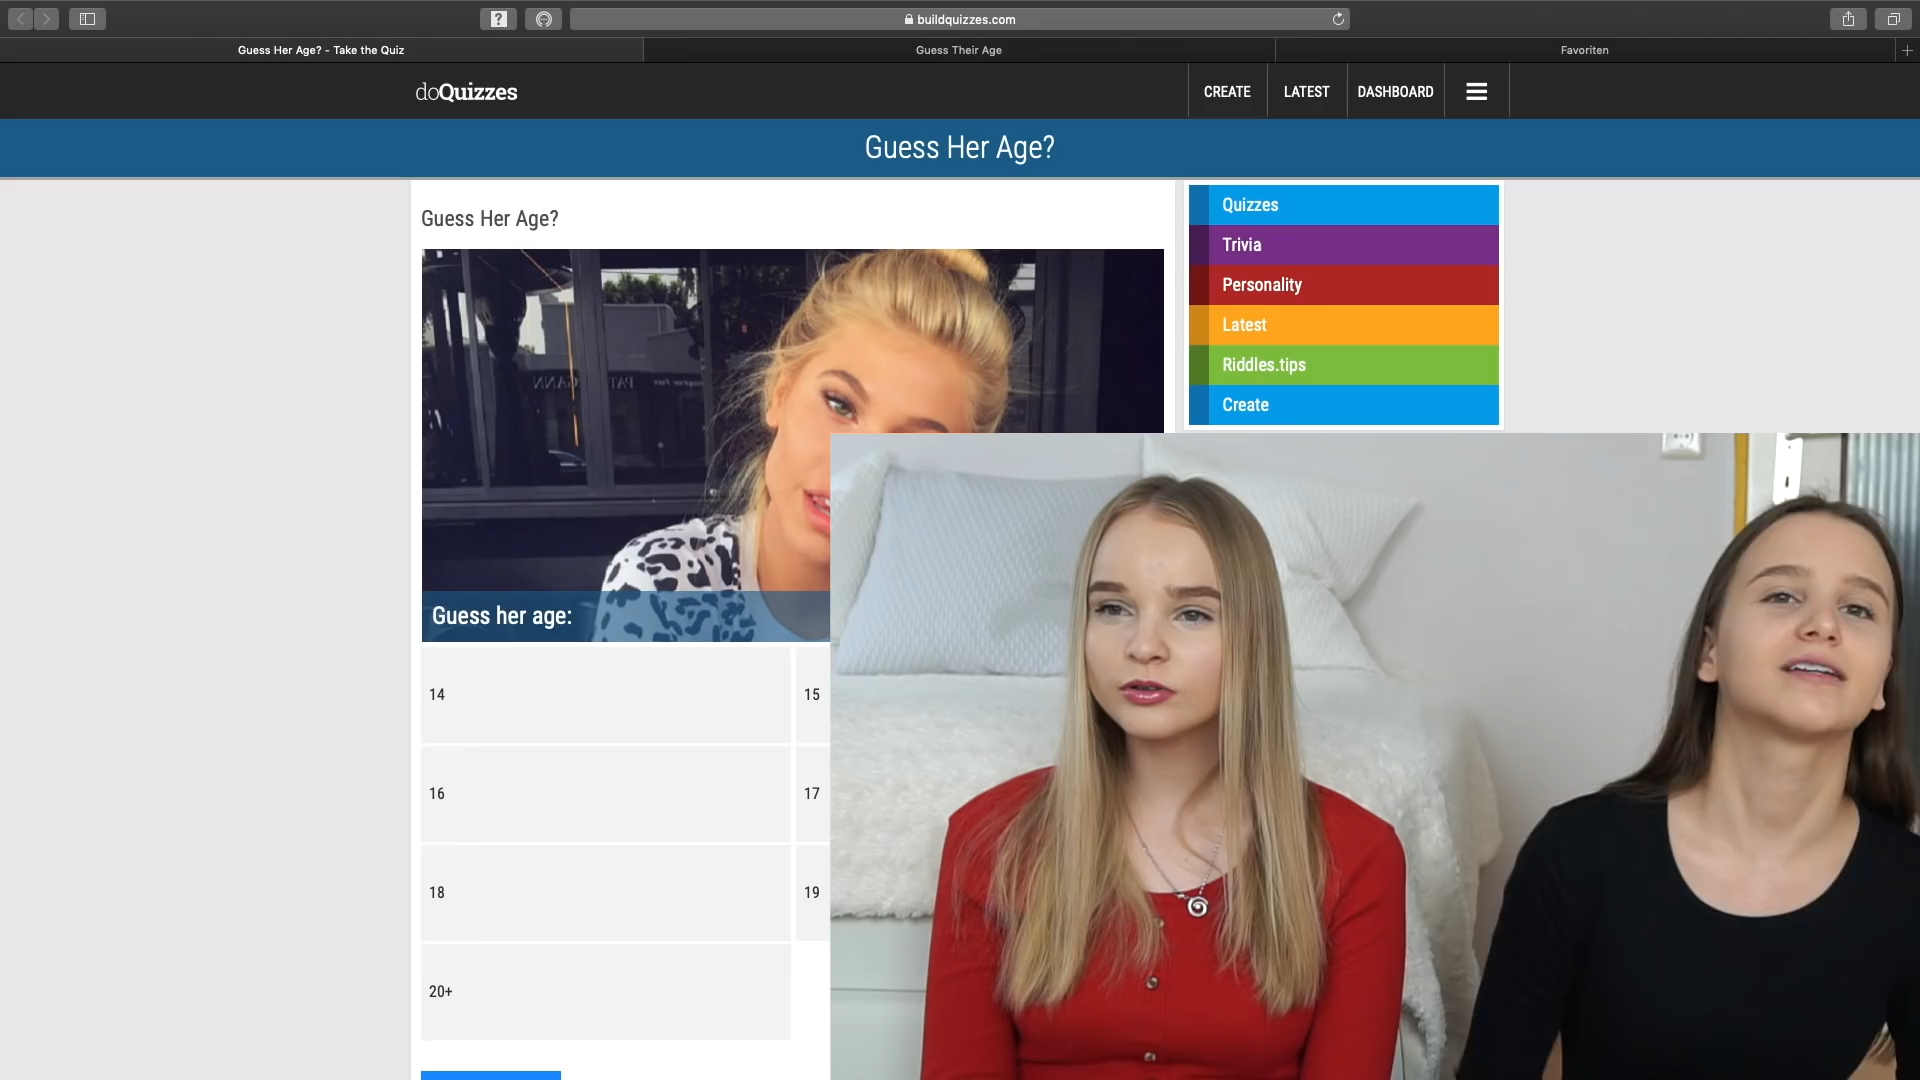 buildquizzes.com
Guess Her Age? - Take the Quiz
Guess Their Age
Favoriten
doQuizzes
CREATE
LATEST
DASHBOARD
Guess Her Age?
Guess Her Age?
Quizzes
Trivia
Personality
Latest
Riddles.tips
Create
Guess her age:
14
15
16
17
18
19
20+